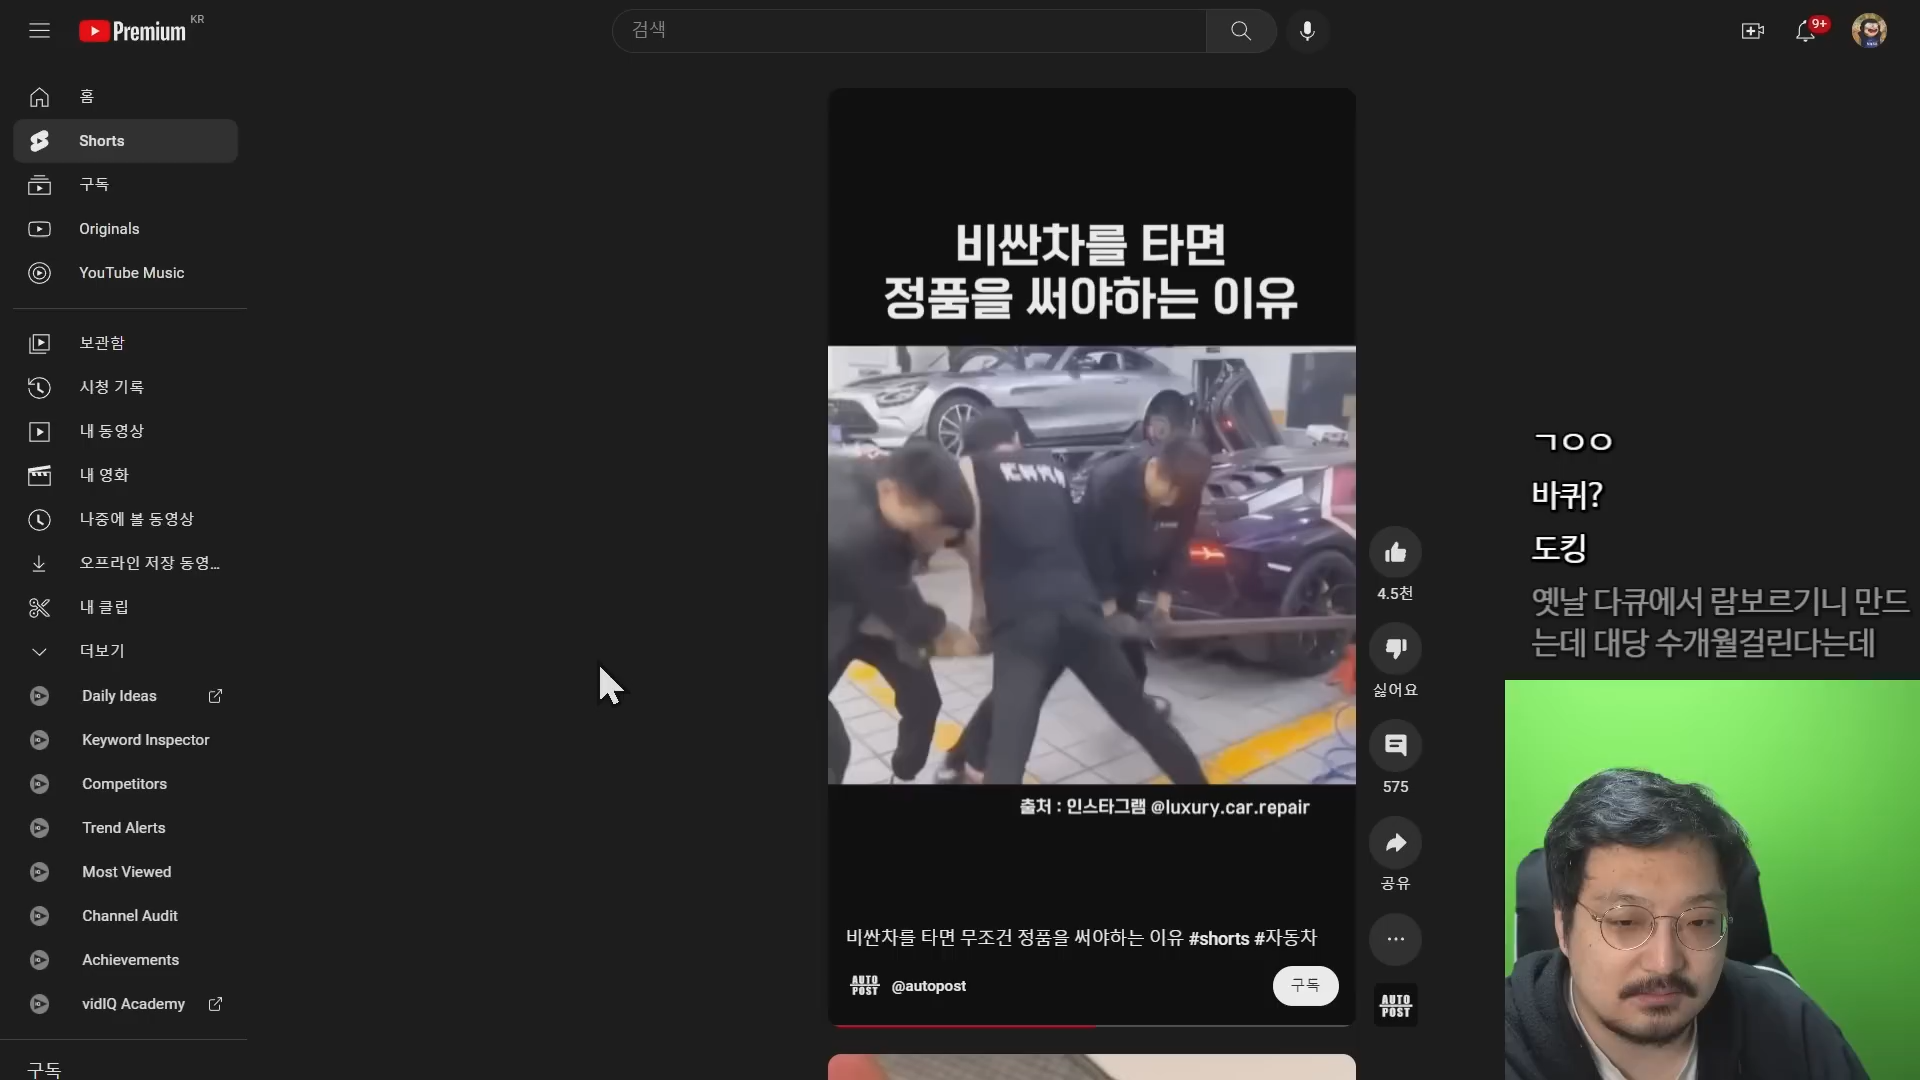 Premium
KR
검색
9+
홈
Shorts
구독
Originals
YouTube Music
보관함
시청 기록
내 동영상
내 영화
나중에 볼 동영상
오프라인 저장 동영...
내 클립
더보기
Daily Ideas
Keyword Inspector
Competitors
Trend Alerts
Most Viewed
Channel Audit
Achievements
vidIQ Academy
구독
비싼차를 타면
정품을 써야하는 이유
출처 : 인스타그램 @luxury.car.repair
비싼차를 타면 무조건 정품을 써야하는 이유 #shorts #자동차
AUTO
POST
@autopost
구독
4.5천
싫어요
575
공유
AUTO
POST
ㄱㅇㅇ
바퀴?
도킹
옛날 다큐에서 람보르기니 만드
는데 대당 수개월걸린다는데